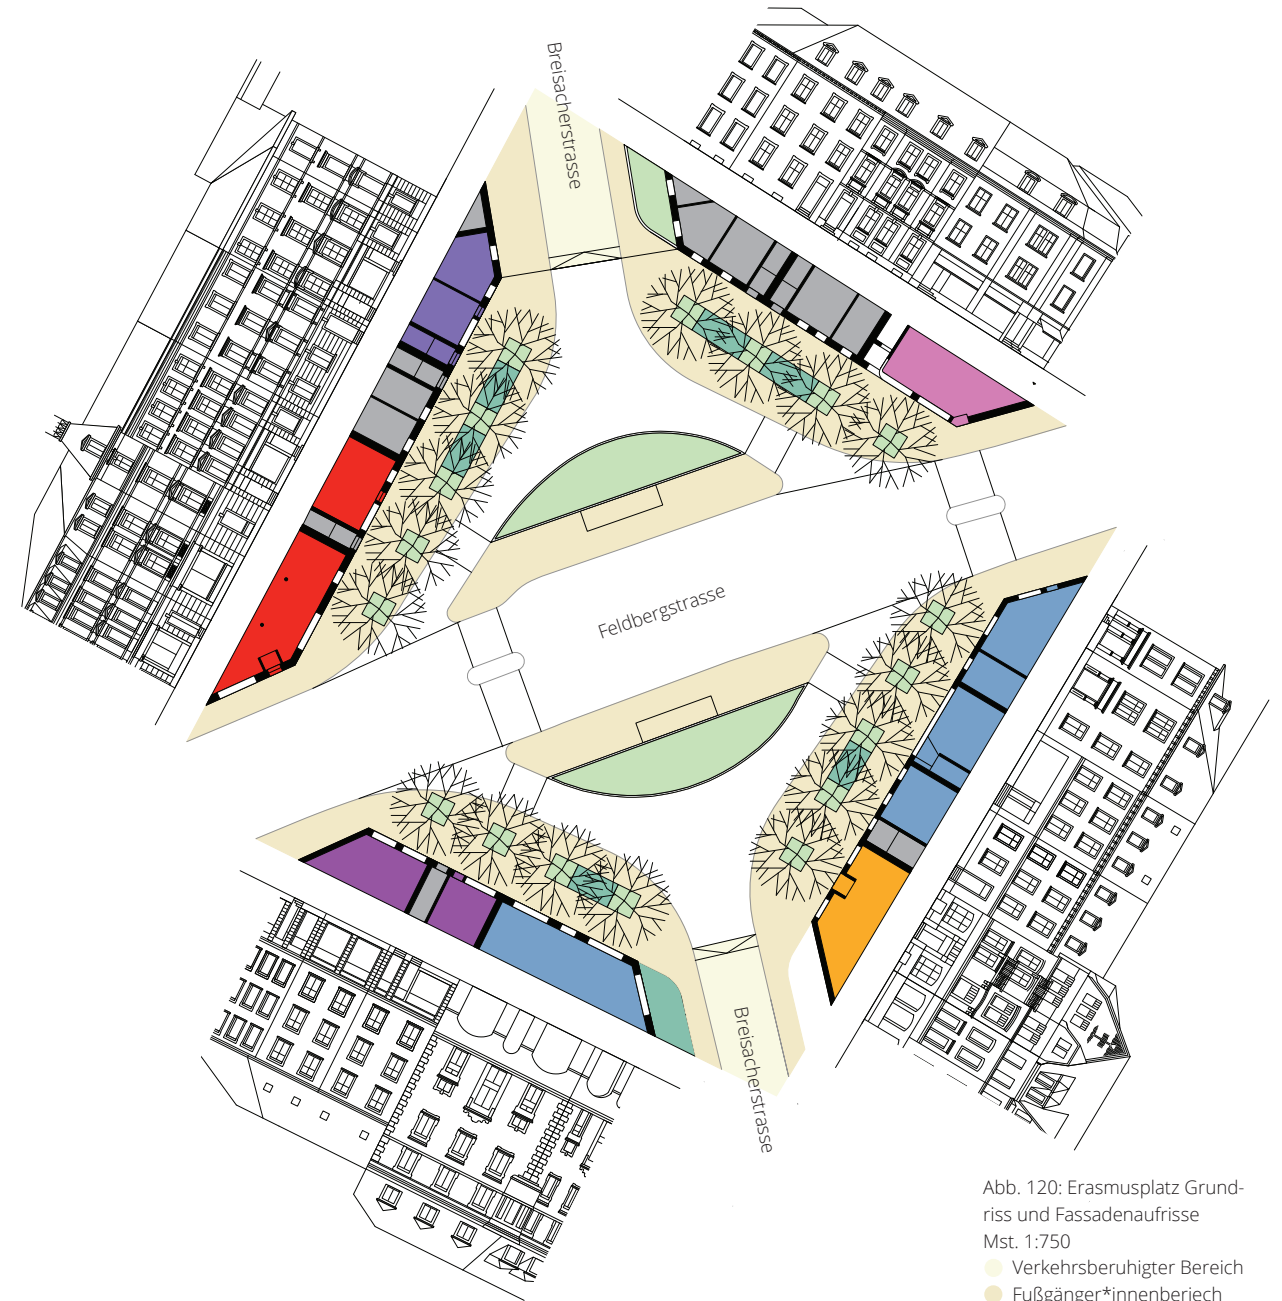 Breisacherstrasse
Feldbergstrasse
Breisacherstrasse
Abb. 120: Erasmusplatz Grund-
riss und Fassadenaufrisse
Mst. 1:750
Verkehrsberuhigter Bereich
Fußgänger*innenberiech